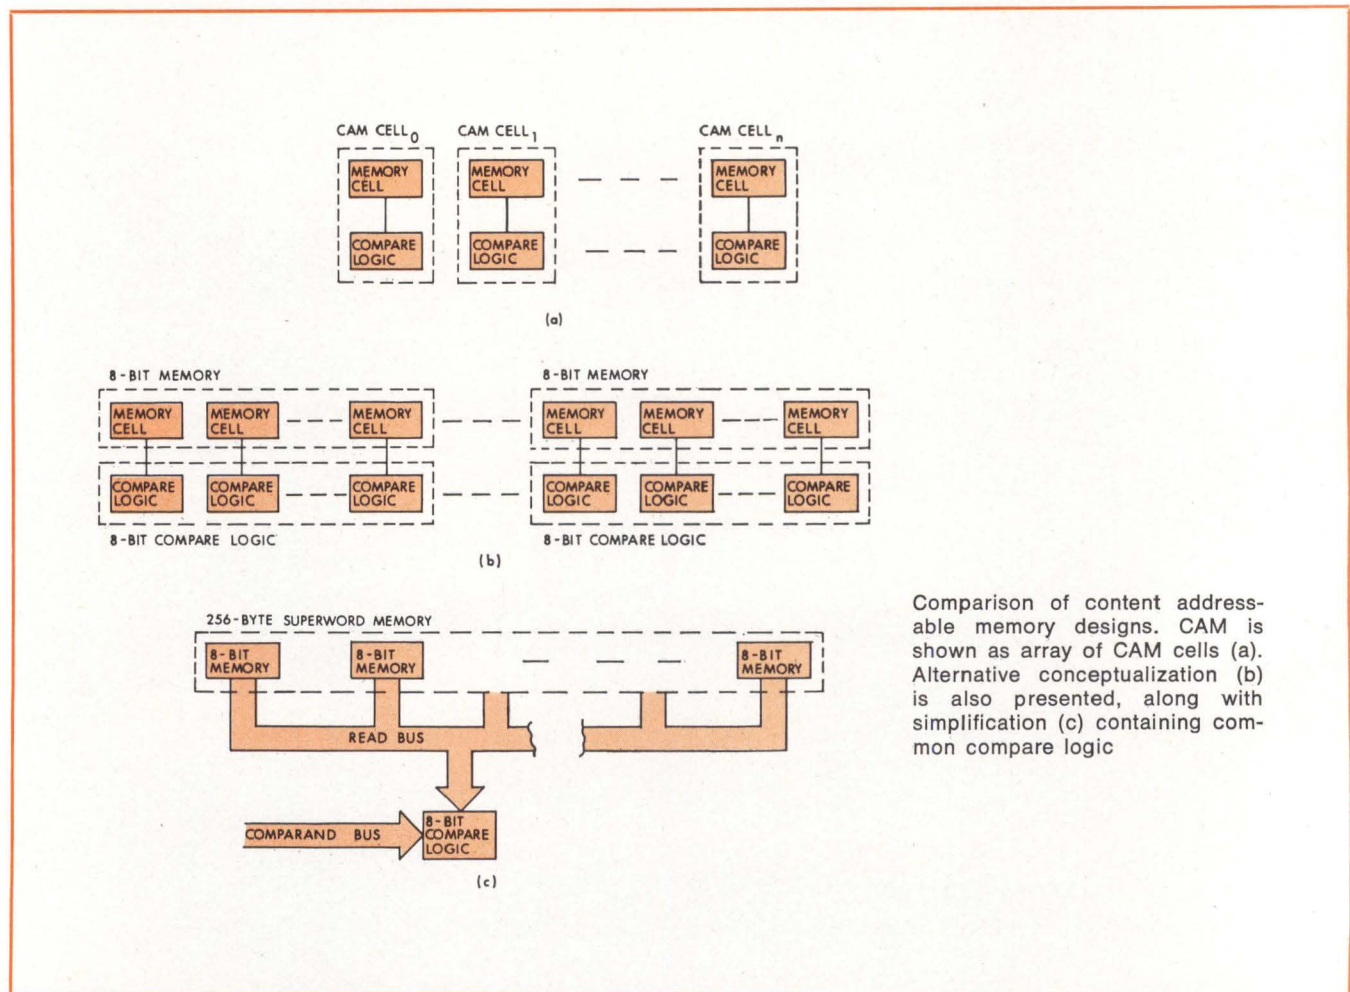 CAM CELL0 CAM CELL1 CAM CELLn
MEMORY CELL MEMORY CELL MEMORY CELL
COMPARE LOGIC COMPARE LOGIC COMPARE LOGIC
(a)
8-BIT MEMORY 8-BIT MEMORY
MEMORY CELL MEMORY CELL MEMORY CELL MEMORY CELL MEMORY CELL MEMORY CELL
COMPARE LOGIC COMPARE LOGIC COMPARE LOGIC COMPARE LOGIC COMPARE LOGIC COMPARE LOGIC
8-BIT COMPARE LOGIC 8-BIT COMPARE LOGIC
(b)
256-BYTE SUPERWORD MEMORY
8-BIT MEMORY 8-BIT MEMORY 8-BIT MEMORY
READ BUS
COMPARAND BUS
8-BIT COMPARE LOGIC
(c)
Comparison of content address-
able memory designs. CAM is
shown as array of CAM cells (a).
Alternative conceptualization (b)
is also presented, along with
simplification (c) containing com-
mon compare logic